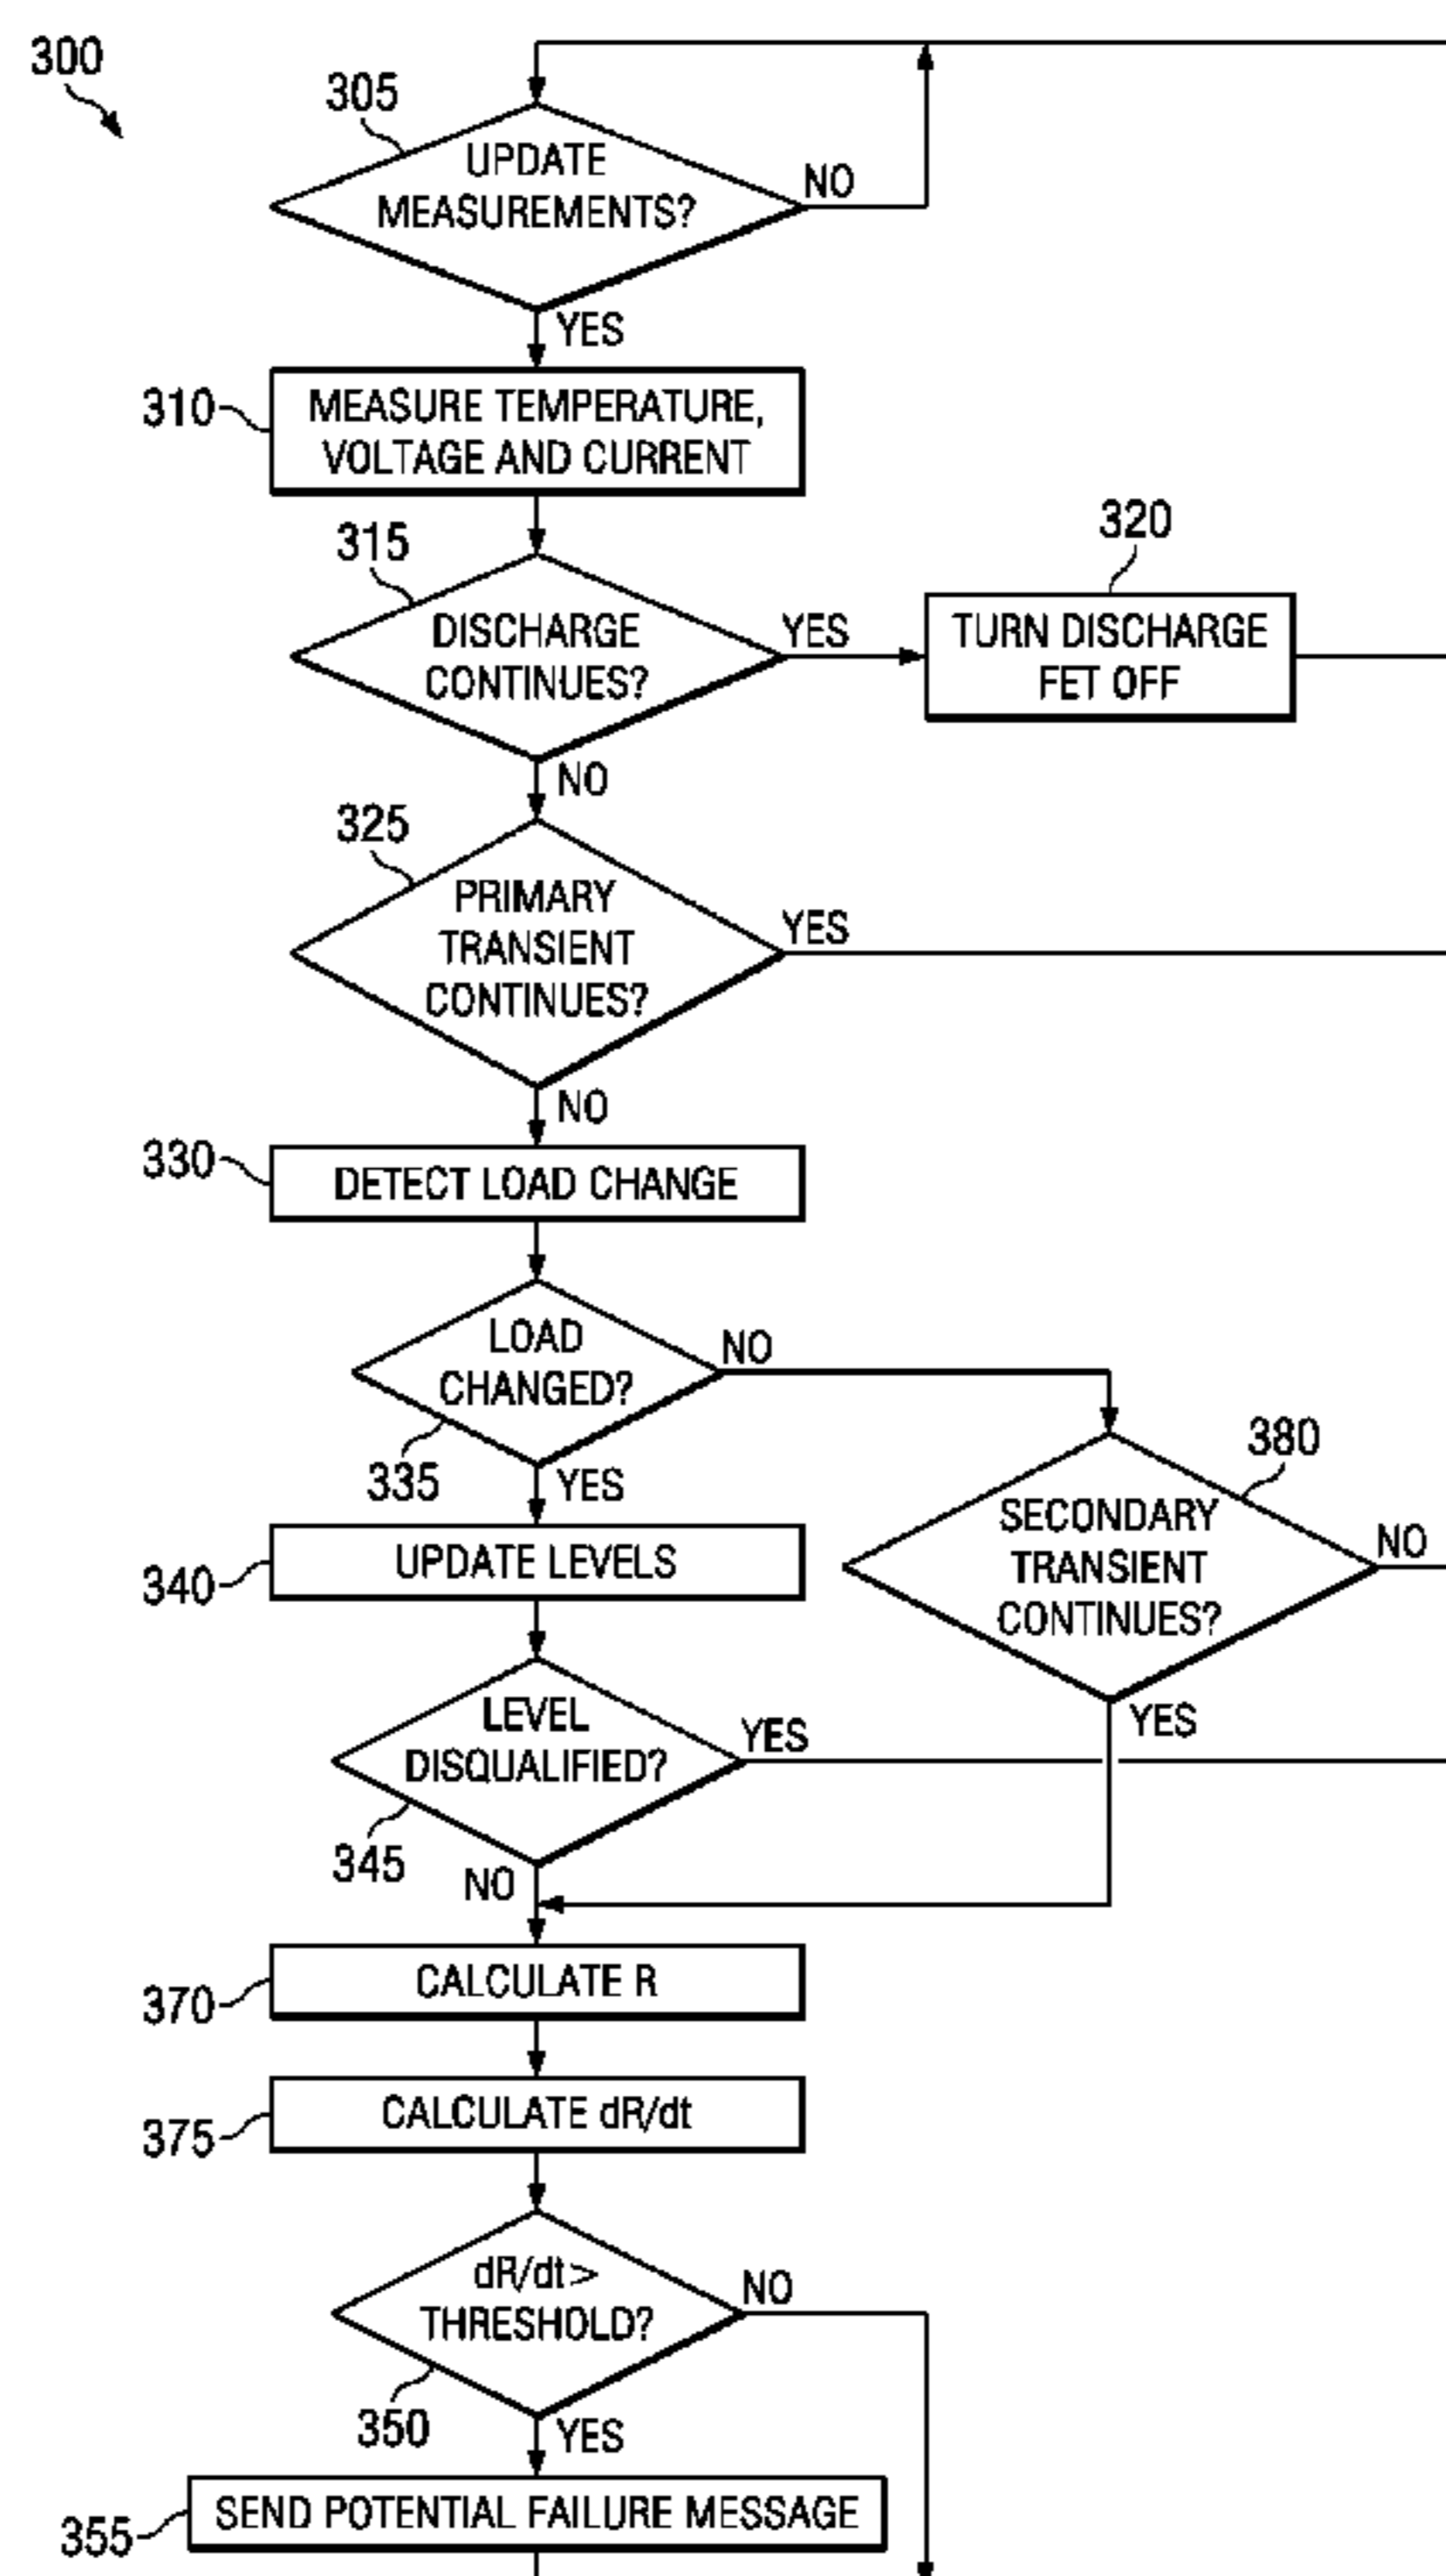 300
305
UPDATE
MEASUREMENTS?
NO
YES
310
MEASURE TEMPERATURE,
VOLTAGE AND CURRENT
315
DISCHARGE
CONTINUES?
YES
320
TURN DISCHARGE
FET OFF
NO
325
PRIMARY
TRANSIENT
CONTINUES?
YES
NO
330
DETECT LOAD CHANGE
LOAD
CHANGED?
NO
335
YES
380
SECONDARY
TRANSIENT
CONTINUES?
NO
YES
340
UPDATE LEVELS
LEVEL
DISQUALIFIED?
YES
345
NO
370
CALCULATE R
375
CALCULATE dR/dt
dR/dt>
THRESHOLD?
NO
350
YES
355
SEND POTENTIAL FAILURE MESSAGE